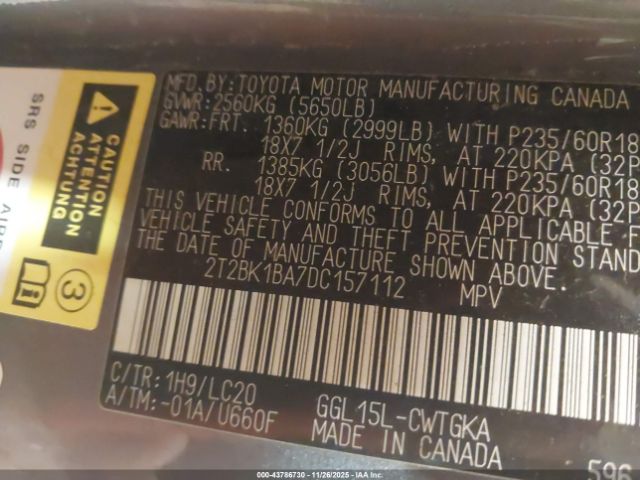 MFD. BY: TOYOTA MOTOR MANUFACTURING CANADA
GVWR: 2560KG (5650LB)
GAWR: FRT. 1360KG (2999LB) WITH P235/60R18
18X7 1/2J RIMS, AT 220KPA (32P
RR. 1385KG (3056LB) WITH P235/60R18
18X7 1/2J RIMS, AT 220KPA (32P
THIS VEHICLE CONFORMS TO ALL APPLICABLE F
VEHICLE SAFETY AND THEFT PREVENTION STAND
THE DATE OF MANUFACTURE SHOWN ABOVE.
2T2BK1BA7DC157112 MPV
C/TR: 1H9/LC20
A/TM: -01A/U660F
GGL15L-CWTGKA
MADE IN CANADA
596
SRS SIDE AIRB
CAUTION
ATTENTION
ACHTUNG
3
IAA 000-43786730 | 11/26/2025 - IAAI.COM